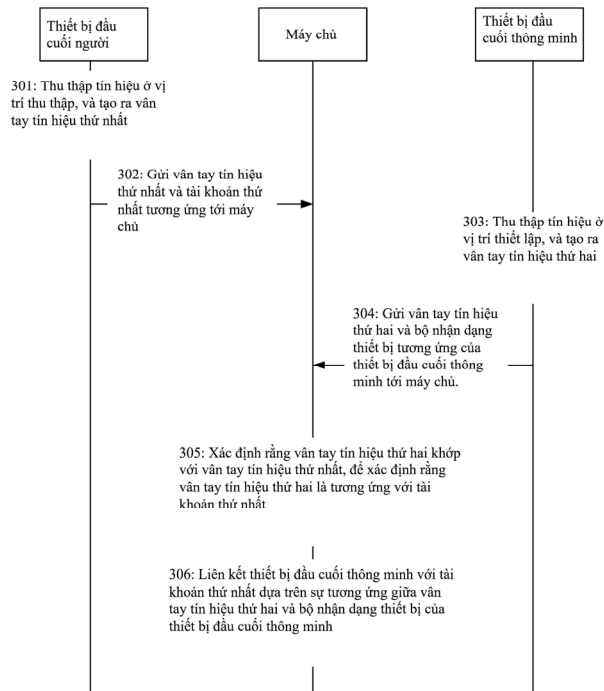 Thiết bị đầu
cuối người
Máy chủ
Thiết bị đầu
cuối thông minh
301: Thu thập tín hiệu ở vị
trí thu thập, và tạo ra vân
tay tín hiệu thứ nhất
302: Gửi vân tay tín hiệu
thứ nhất và tài khoản thứ
nhất tương ứng tới máy
chủ
303: Thu thập tín hiệu ở
vị trí thiết lập, và tạo ra
vân tay tín hiệu thứ hai
304: Gửi vân tay tín hiệu
thứ hai và bộ nhận dạng
thiết bị tương ứng của
thiết bị đầu cuối thông
minh tới máy chủ.
305: Xác định rằng vân tay tín hiệu thứ hai khớp
với vân tay tín hiệu thứ nhất, để xác định rằng
vân tay tín hiệu thứ hai là tương ứng với tài
khoản thứ nhất
306: Liên kết thiết bị đầu cuối thông minh với tài
khoản thứ nhất dựa trên sự tương ứng giữa vân
tay tín hiệu thứ hai và bộ nhận dạng thiết bị của
thiết bị đầu cuối thông minh